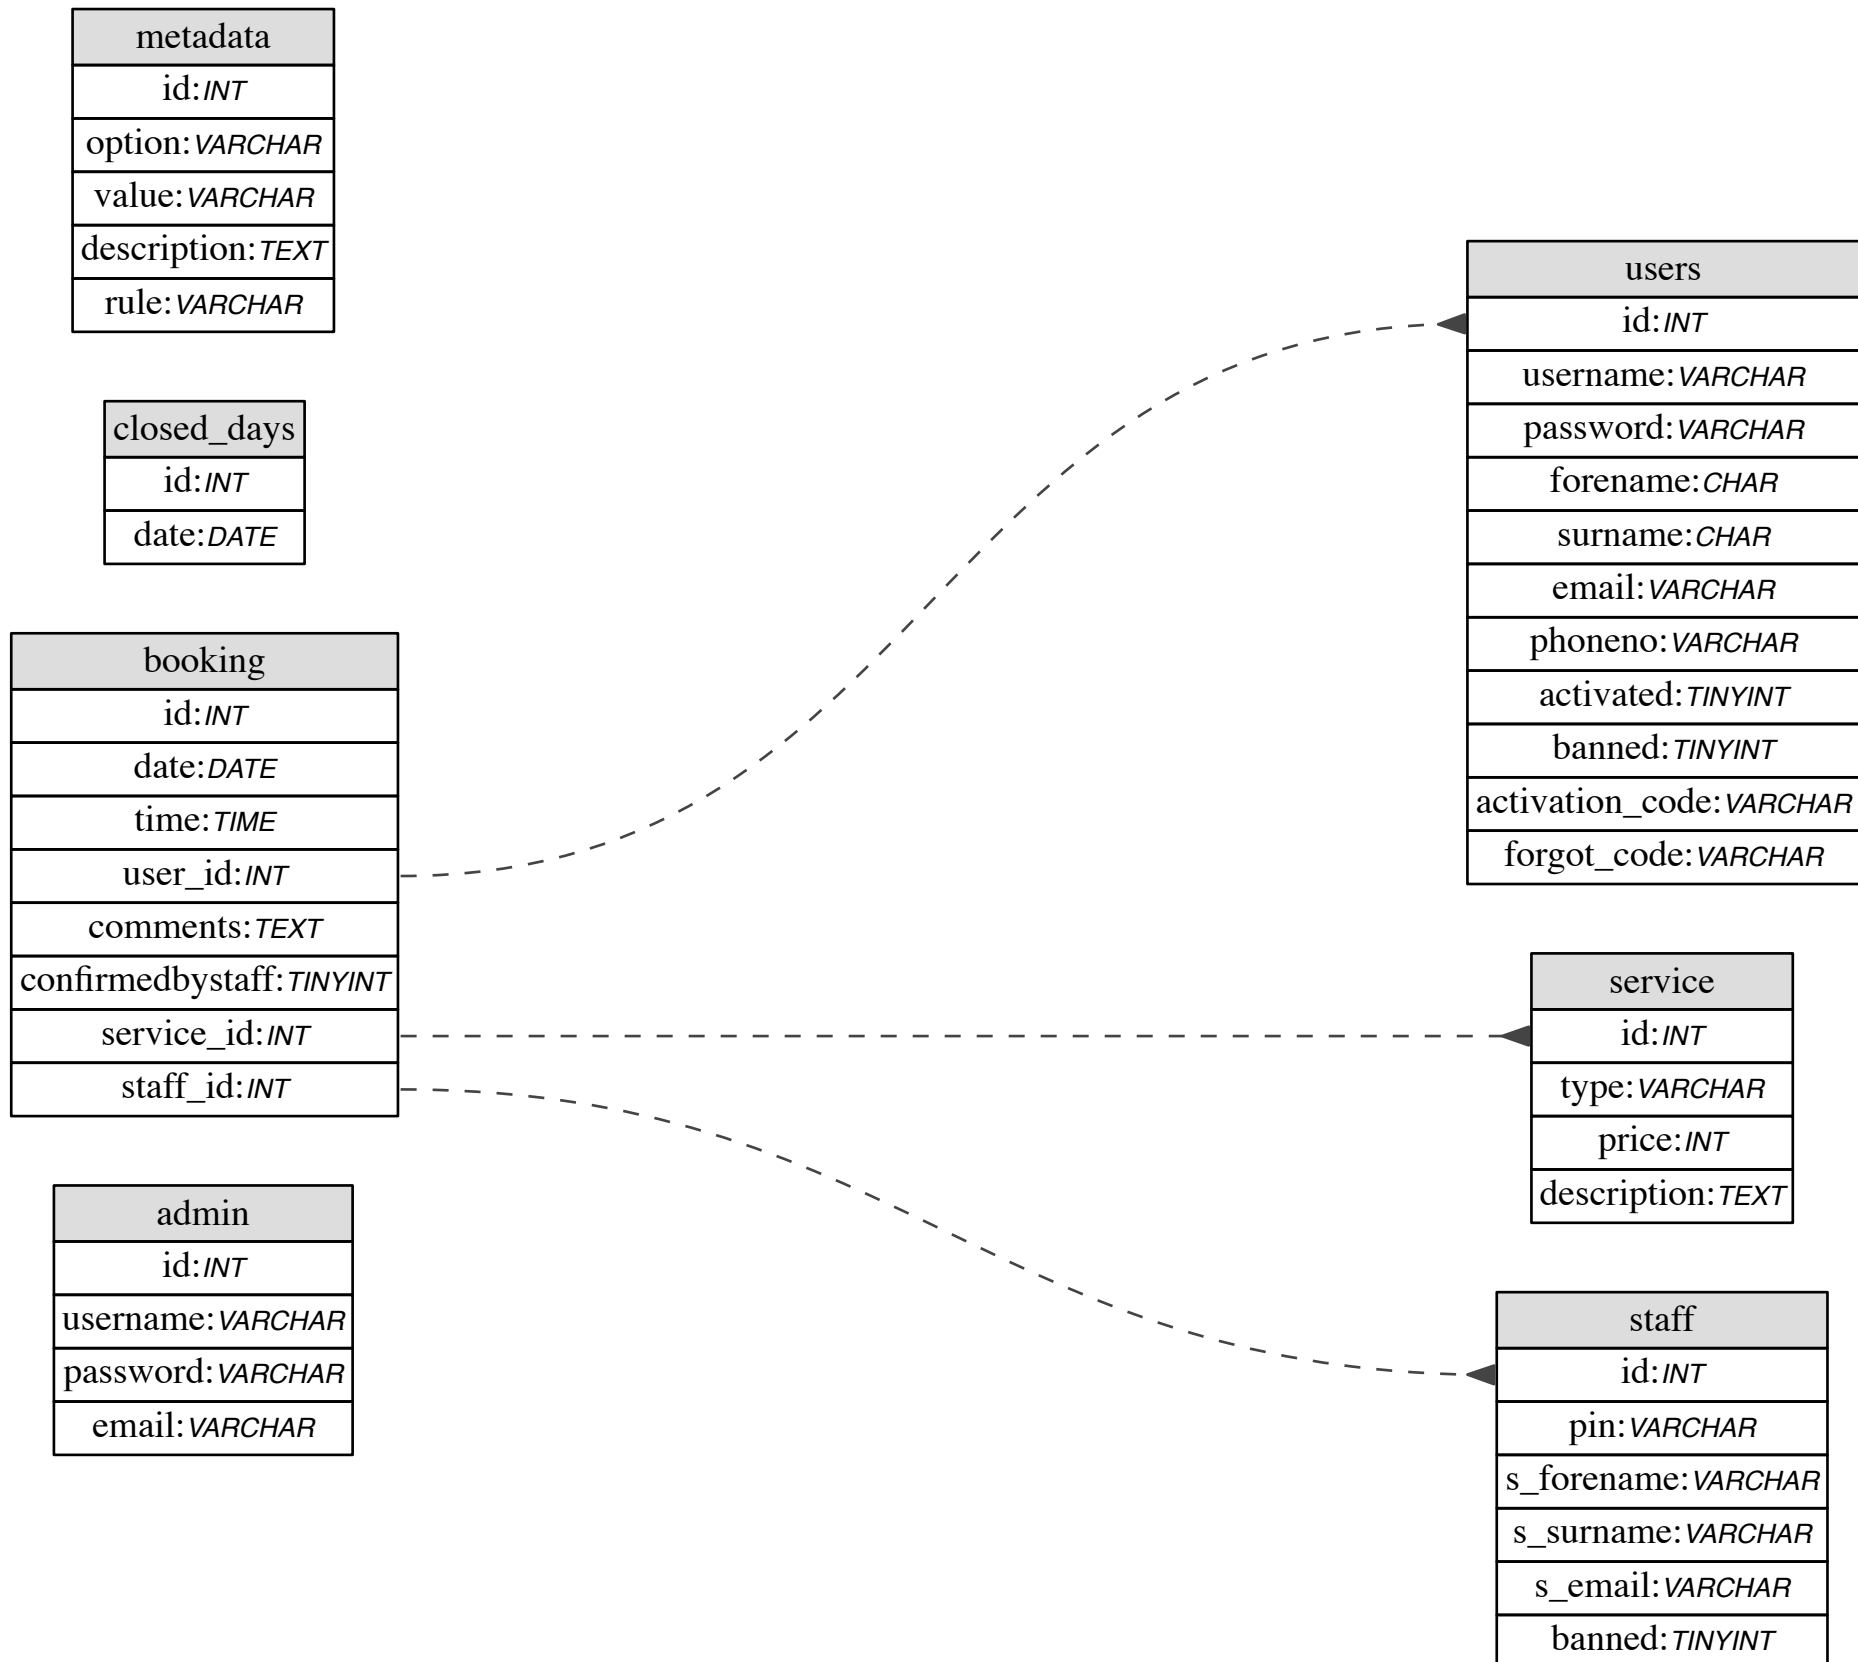 metadata
id:INT
option:VARCHAR
value:VARCHAR
description:TEXT
rule:VARCHAR
closed_days
id:INT
date:DATE
booking
id:INT
date:DATE
time:TIME
user_id:INT
comments:TEXT
confirmedbystaff:TINYINT
service_id:INT
staff_id:INT
admin
id:INT
username:VARCHAR
password:VARCHAR
email:VARCHAR
users
id:INT
username:VARCHAR
password:VARCHAR
forename:CHAR
surname:CHAR
email:VARCHAR
phoneno:VARCHAR
activated:TINYINT
banned:TINYINT
activation_code:VARCHAR
forgot_code:VARCHAR
service
id:INT
type:VARCHAR
price:INT
description:TEXT
staff
id:INT
pin:VARCHAR
s_forename:VARCHAR
s_surname:VARCHAR
s_email:VARCHAR
banned:TINYINT